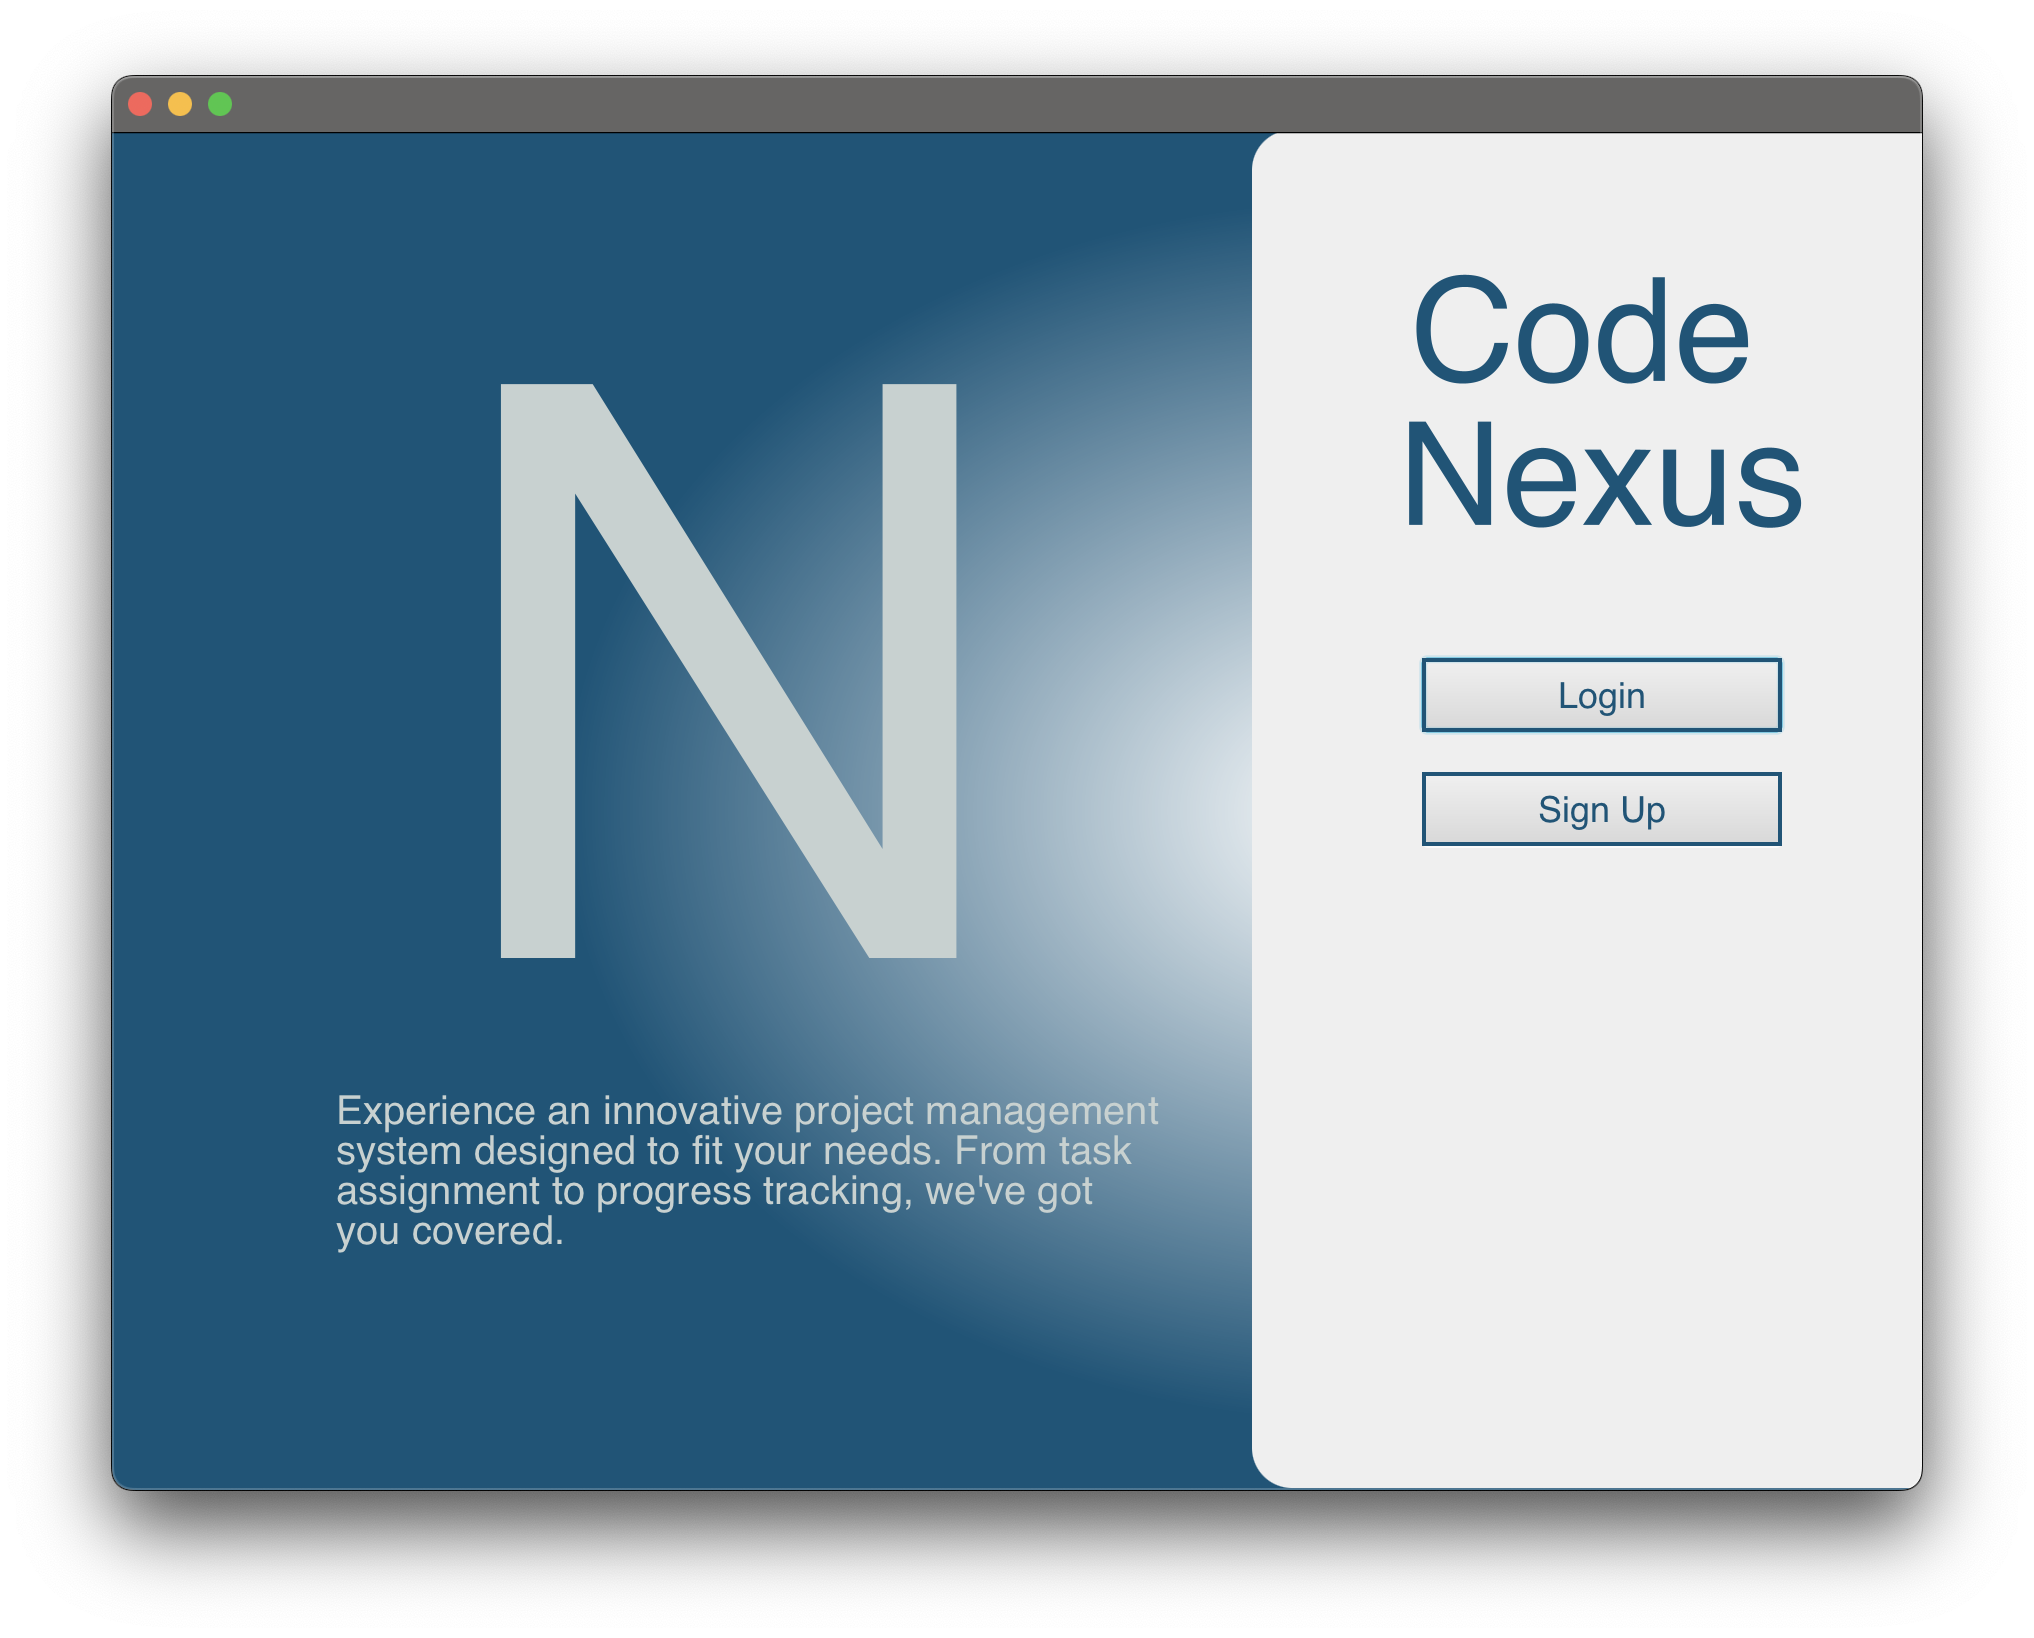 N
Experience an innovative project management
system designed to fit your needs. From task
assignment to progress tracking, we've got
you covered.
Code
Nexus
Login
Sign Up